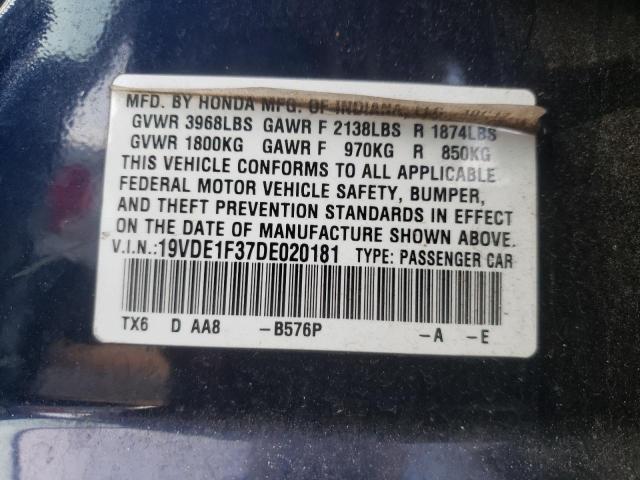 MFD. BY HONDA MFG. OF INDIANA,
GVWR 3968LBS GAWR F 2138LBS R 1874LBS
GVWR 1800KG GAWR F 970KG R 850KG
THIS VEHICLE CONFORMS TO ALL APPLICABLE
FEDERAL MOTOR VEHICLE SAFETY, BUMPER,
AND THEFT PREVENTION STANDARDS IN EFFECT
ON THE DATE OF MANUFACTURE SHOWN ABOVE.
V.I.N.:19VDE1F37DE020181 TYPE: PASSENGER CAR
TX6 D AA8 -B576P -A -E